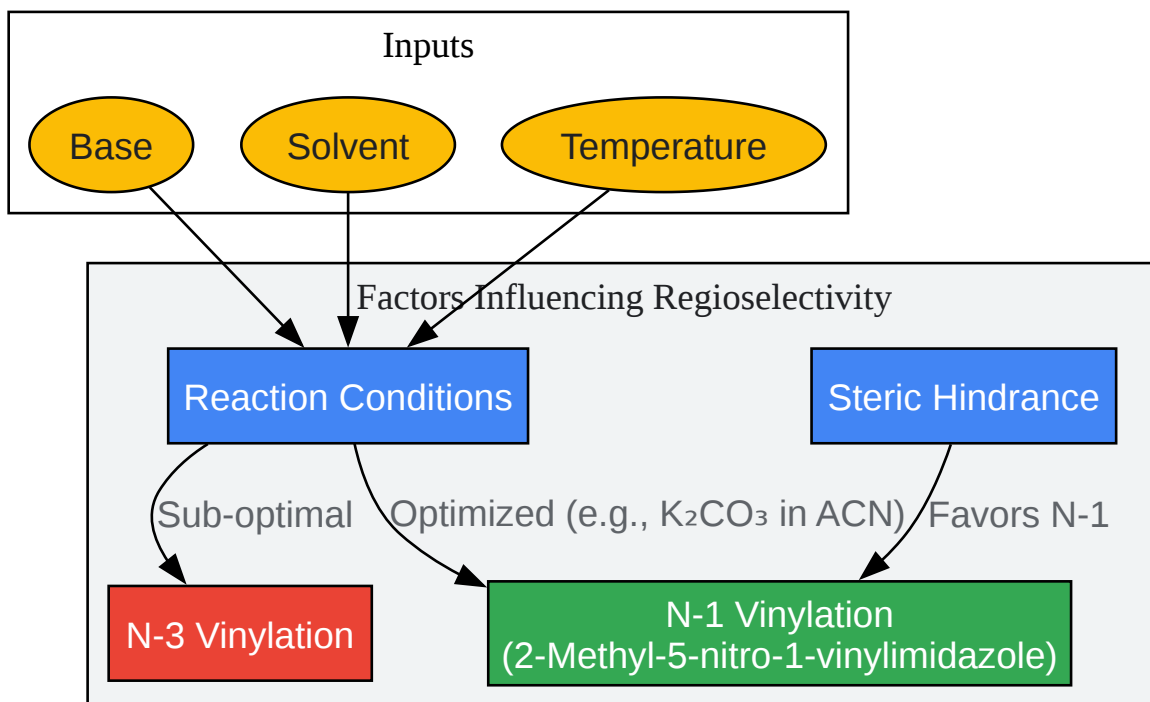 Inputs
Base
Solvent
Temperature
Factors Influencing Regioselectivity
Reaction Conditions
Steric Hindrance
Sub-optimal
Optimized (e.g., K₂CO₃ in ACN)
Favors N-1
N-3 Vinylation
N-1 Vinylation
(2-Methyl-5-nitro-1-vinylimidazole)